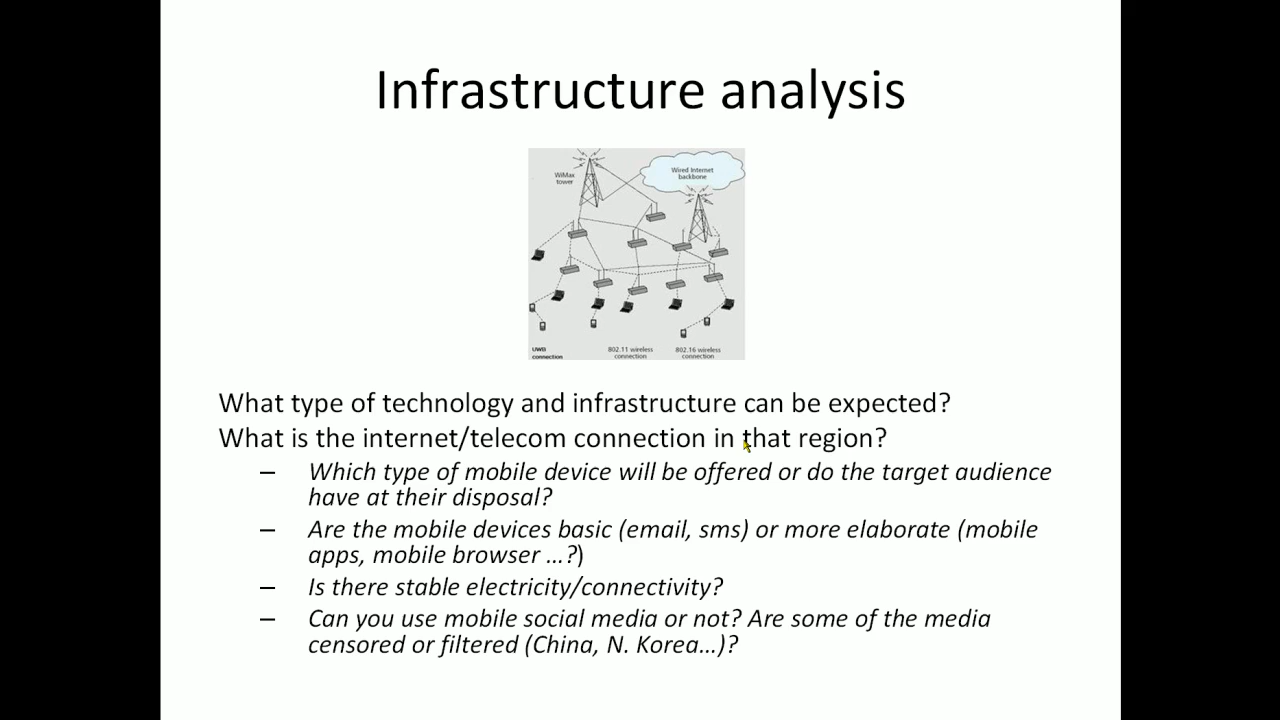 Infrastructure analysis
WiMax
tower
Wired Internet
backbone
UWB
connection
802.11 wireless
connection
802.16 wireless
connection
What type of technology and infrastructure can be expected?
What is the internet/telecom connection in that region?
– Which type of mobile device will be offered or do the target audience
have at their disposal?
– Are the mobile devices basic (email, sms) or more elaborate (mobile
apps, mobile browser …?)
– Is there stable electricity/connectivity?
– Can you use mobile social media or not? Are some of the media
censored or filtered (China, N. Korea…)?